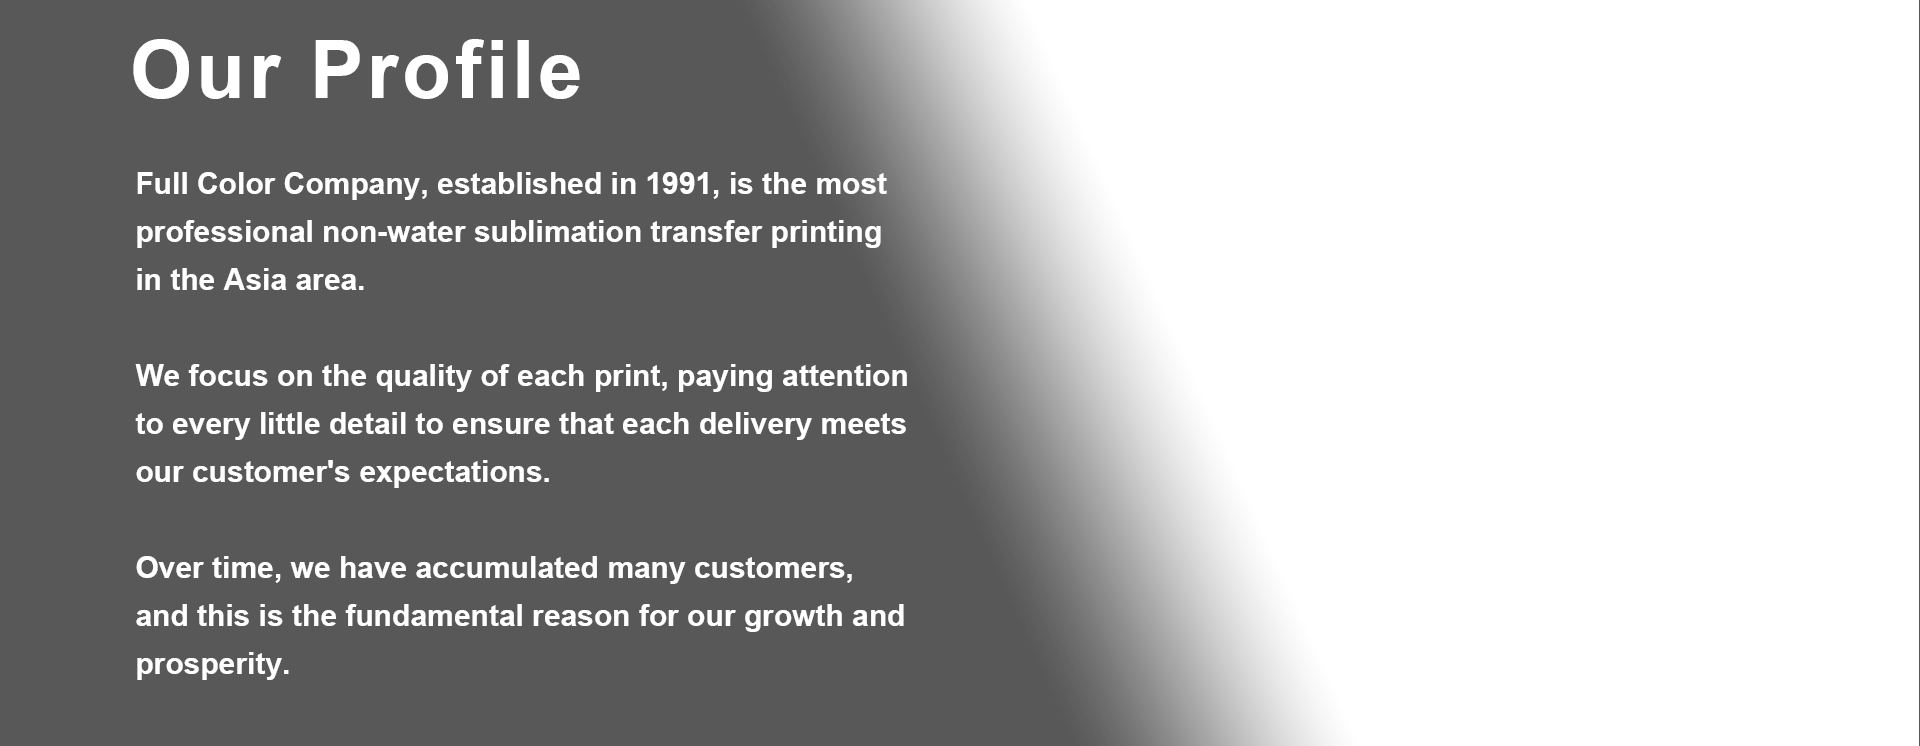 Our Profile
Full Color Company, established in 1991, is the most
professional non-water sublimation transfer printing
in the Asia area.
We focus on the quality of each print, paying attention
to every little detail to ensure that each delivery meets
our customer's expectations.
Over time, we have accumulated many customers,
and this is the fundamental reason for our growth and
prosperity.